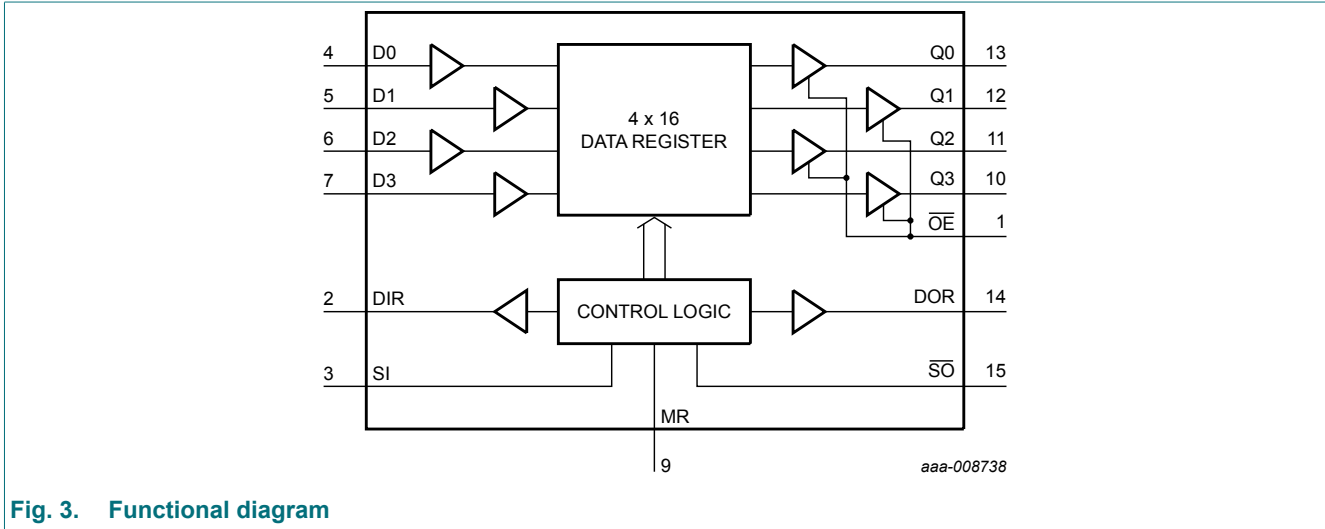 4 D0 Q0 13
5 D1 Q1 12
4 x 16
6 D2 DATA REGISTER Q2 11
7 D3 Q3 10
O̅E̅ 1
2 DIR CONTROL LOGIC DOR 14
3 SI S̅O̅ 15
MR
9 aaa-008738
Fig. 3. Functional diagram